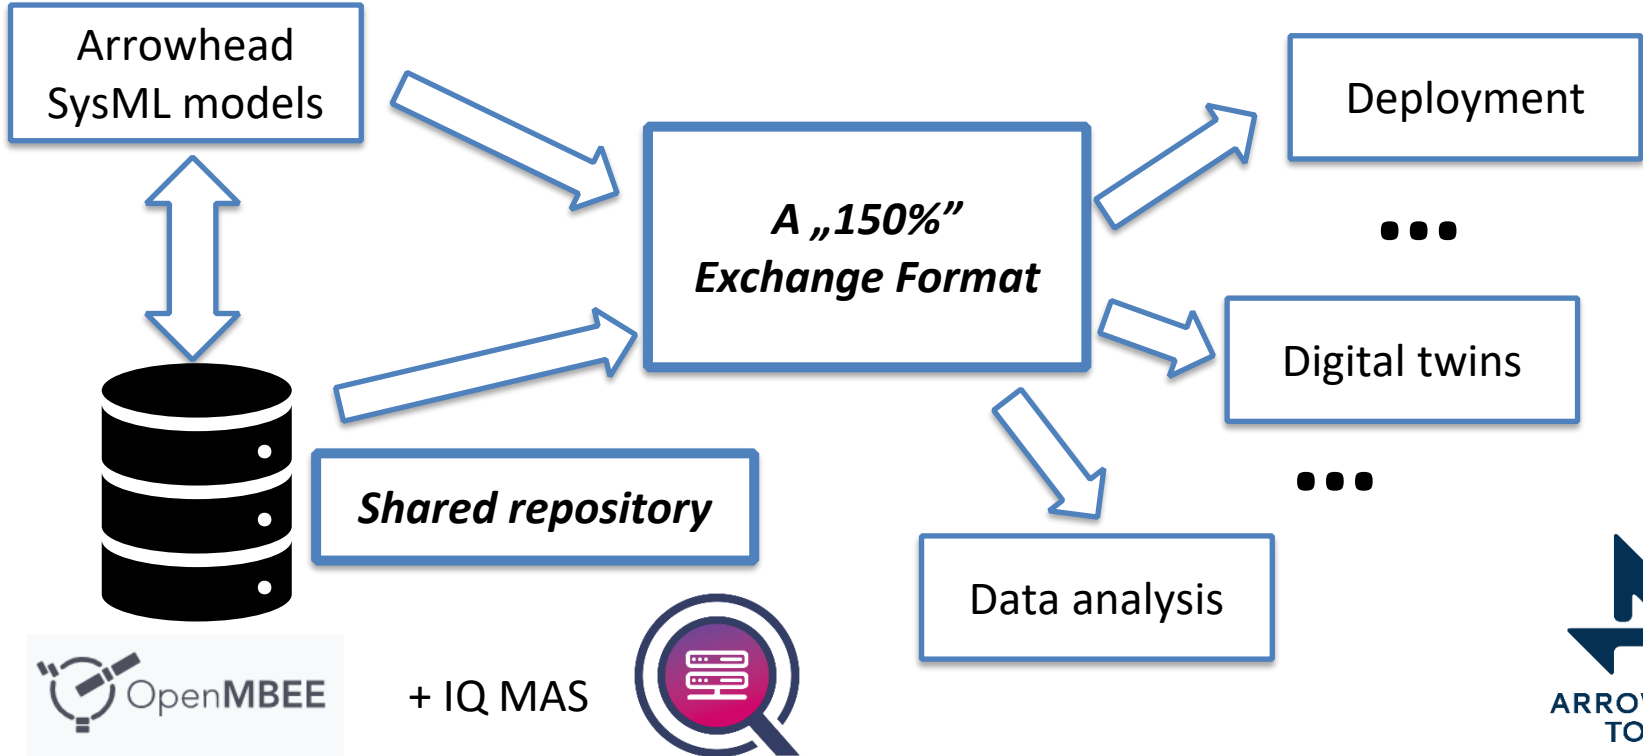 Arrowhead
SysML models
Deployment
A „150%”
Exchange Format
...
Digital twins
...
Shared repository
Data analysis
OpenMBEE
+ IQ MAS